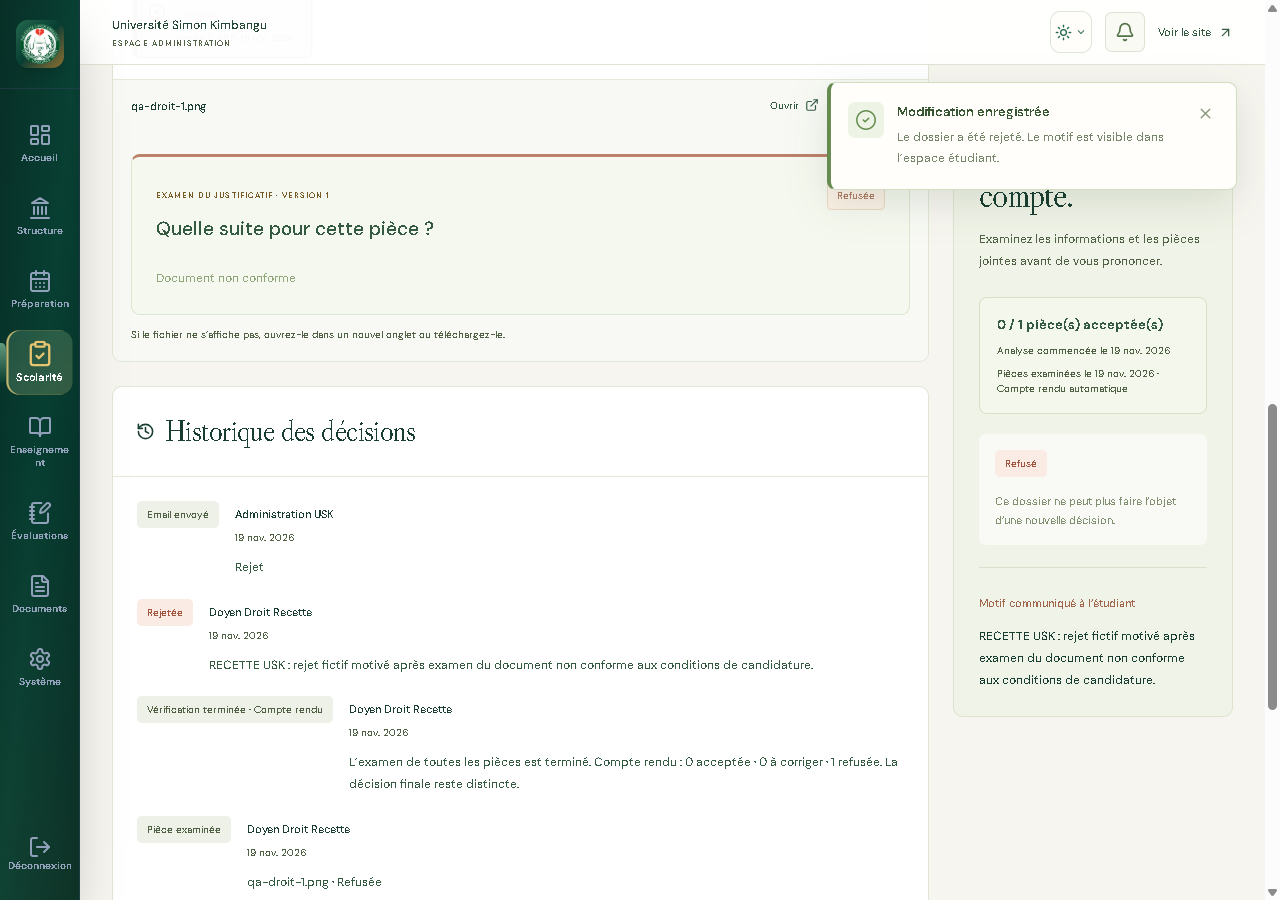 Université Simon Kimbangu
ESPACE ADMINISTRATION
Voir le site
Accueil
Structure
Préparation
Scolarité
Enseigneme
nt
Évaluations
Documents
Système
Déconnexion
qa-droit-1.png
Ouvrir
Modification enregistrée
Le dossier a été rejeté. Le motif est visible dans
l'espace étudiant.
EXAMEN DU JUSTIFICATIF · VERSION 1
Refusée
Quelle suite pour cette pièce ?
Document non conforme
Si le fichier ne s'affiche pas, ouvrez-le dans un nouvel onglet ou téléchargez-le.
Historique des décisions
Email envoyé
Administration USK
19 nov. 2026
Rejet
Rejetée
Doyen Droit Recette
19 nov. 2026
RECETTE USK : rejet fictif motivé après examen du document non conforme aux conditions de candidature.
Vérification terminée · Compte rendu
Doyen Droit Recette
19 nov. 2026
L'examen de toutes les pièces est terminé. Compte rendu : 0 acceptée · 0 à corriger · 1 refusée. La
décision finale reste distincte.
Pièce examinée
Doyen Droit Recette
19 nov. 2026
qa-droit-1.png · Refusée
compte.
Examinez les informations et les pièces
jointes avant de vous prononcer.
0 / 1 pièce(s) acceptée(s)
Analyse commencée le 19 nov. 2026
Pièces examinées le 19 nov. 2026 ·
Compte rendu automatique
Refusé
Ce dossier ne peut plus faire l'objet
d'une nouvelle décision.
Motif communiqué à l'étudiant
RECETTE USK : rejet fictif motivé après
examen du document non conforme
aux conditions de candidature.